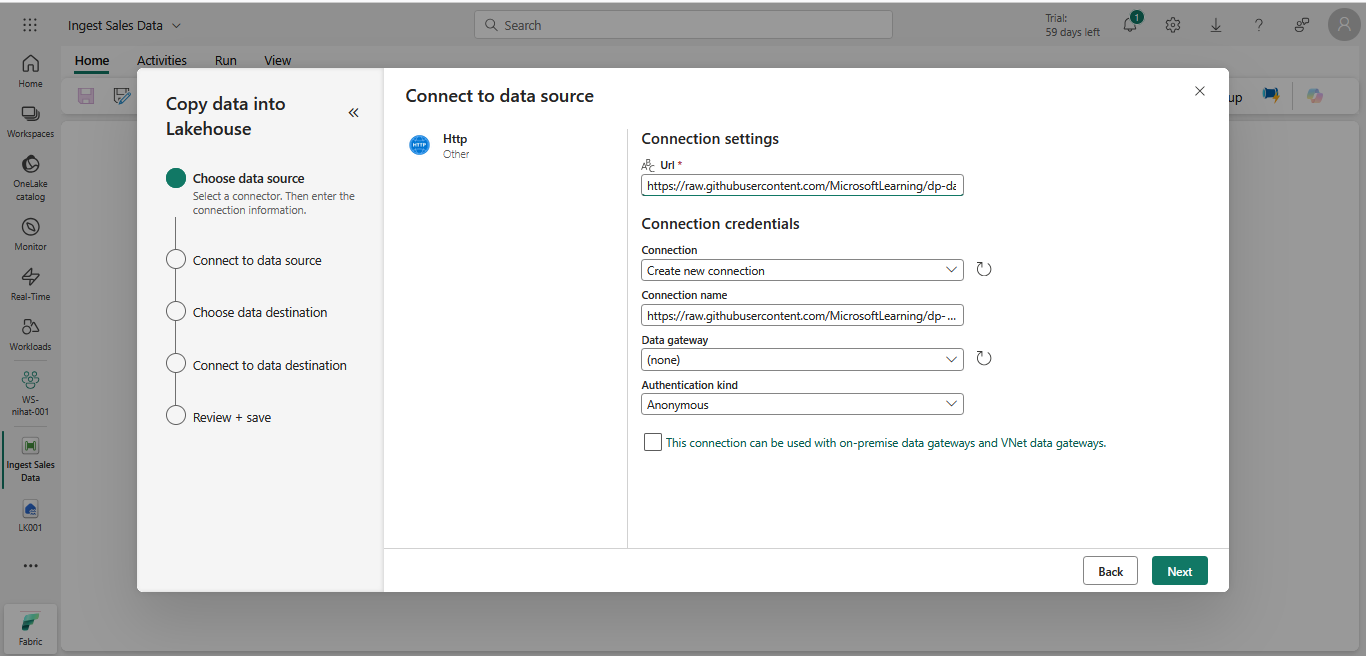 Ingest Sales Data
Search
Trial:
59 days left
1
Home
Workspaces
OneLake
catalog
Monitor
Real-Time
Workloads
WS-
nihat-001
Ingest Sales
Data
LK001
Fabric
Home Activities Run View
up
Copy data into
Lakehouse
Choose data source
Select a connector. Then enter the
connection information.
Connect to data source
Choose data destination
Connect to data destination
Review + save
Connect to data source
HTTP
Http
Other
Connection settings
ABC Url *
https://raw.githubusercontent.com/MicrosoftLearning/dp-da
Connection credentials
Connection
Create new connection
Connection name
https://raw.githubusercontent.com/MicrosoftLearning/dp-...
Data gateway
(none)
Authentication kind
Anonymous
This connection can be used with on-premise data gateways and VNet data gateways.
Back
Next